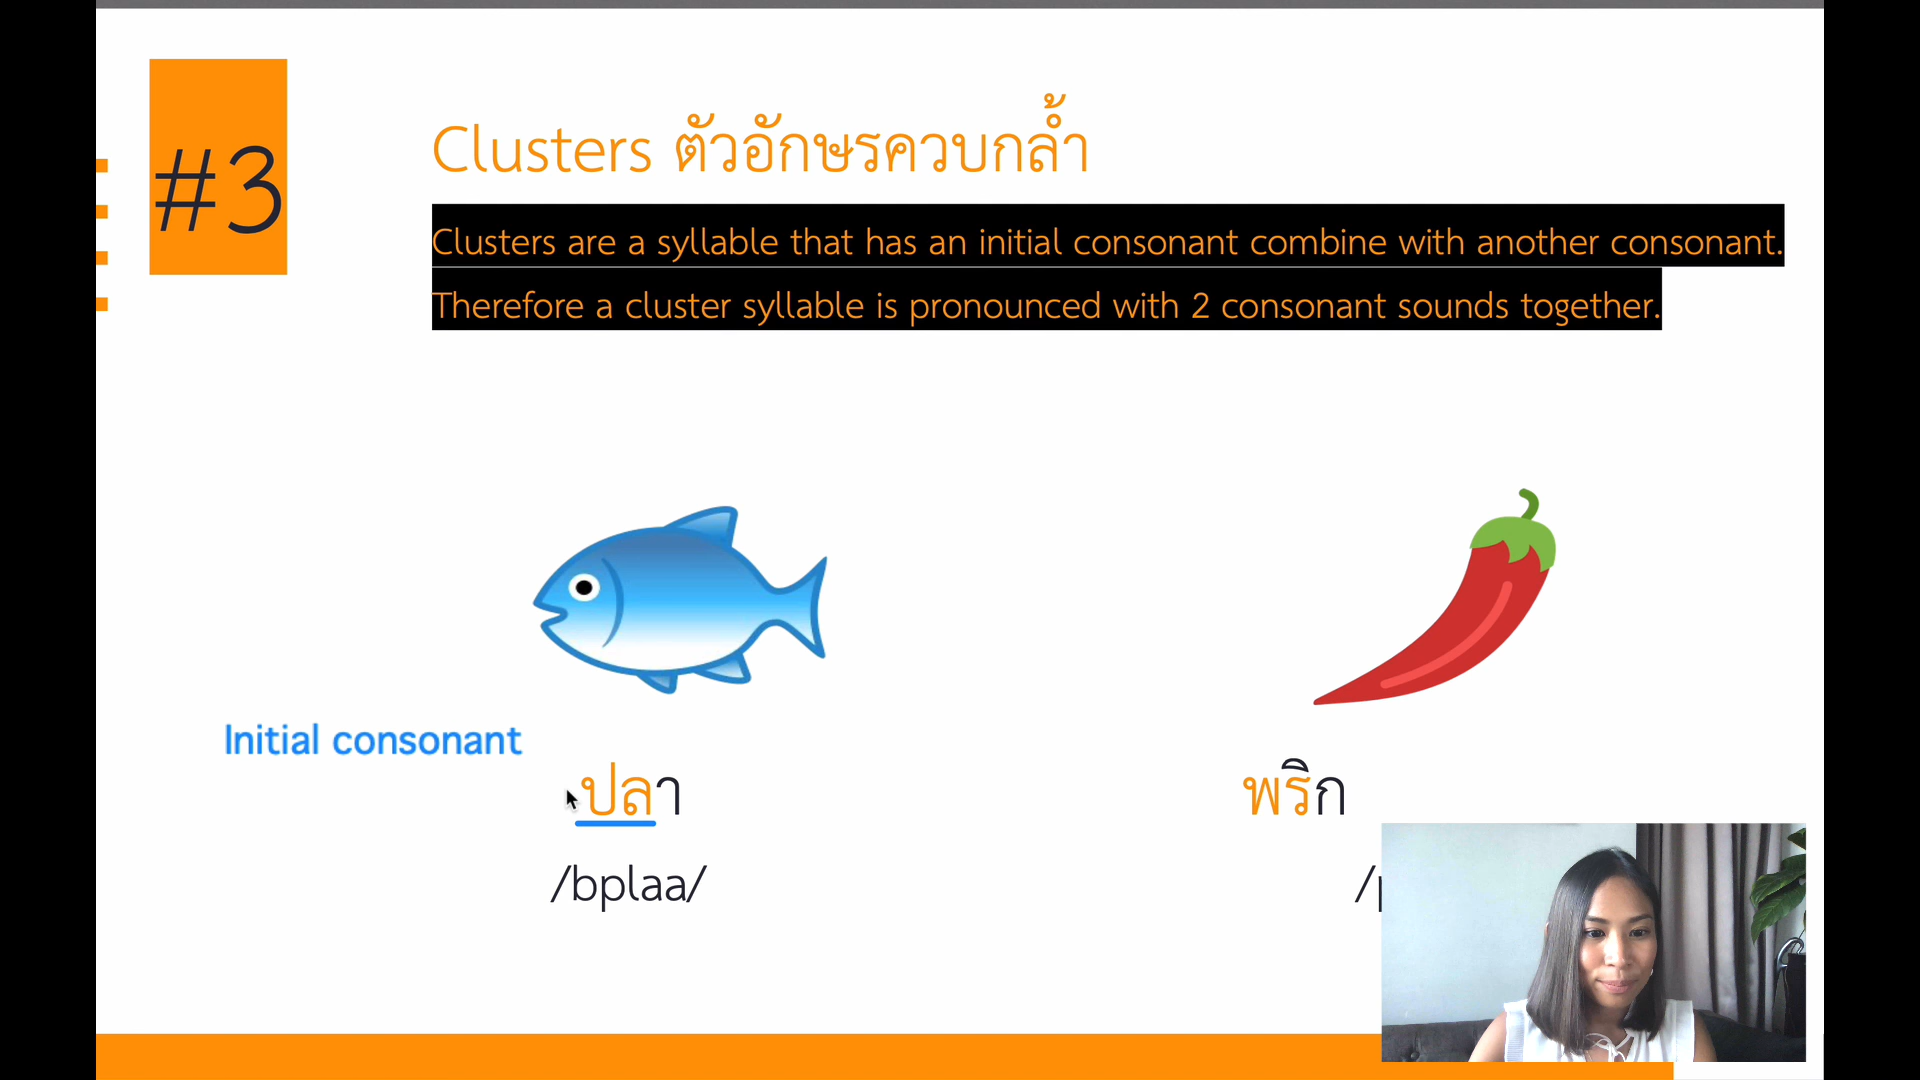 #3
Clusters ตัวอักษรควบกล้ำ
Clusters are a syllable that has an initial consonant combine with another consonant.
Therefore a cluster syllable is pronounced with 2 consonant sounds together.
Initial consonant
ปลา
พริก
/bplaa/